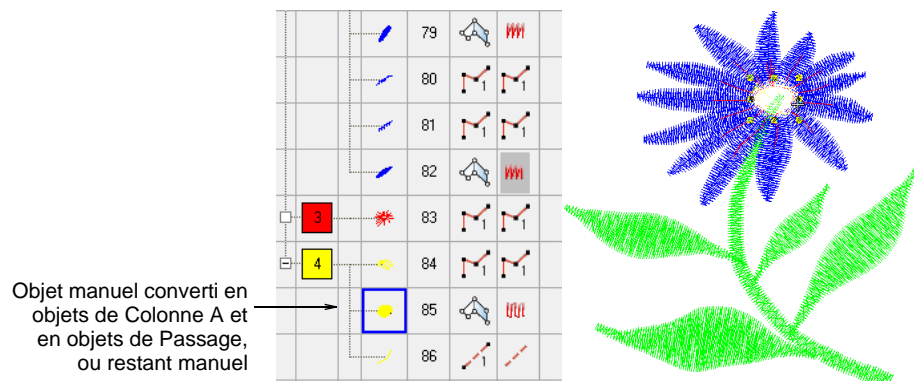 79
80 1 1
81 1 1
82
3 83 1 1
4 84 1 1
85
86 1
Objet manuel converti en
objets de Colonne A et
en objets de Passage,
ou restant manuel